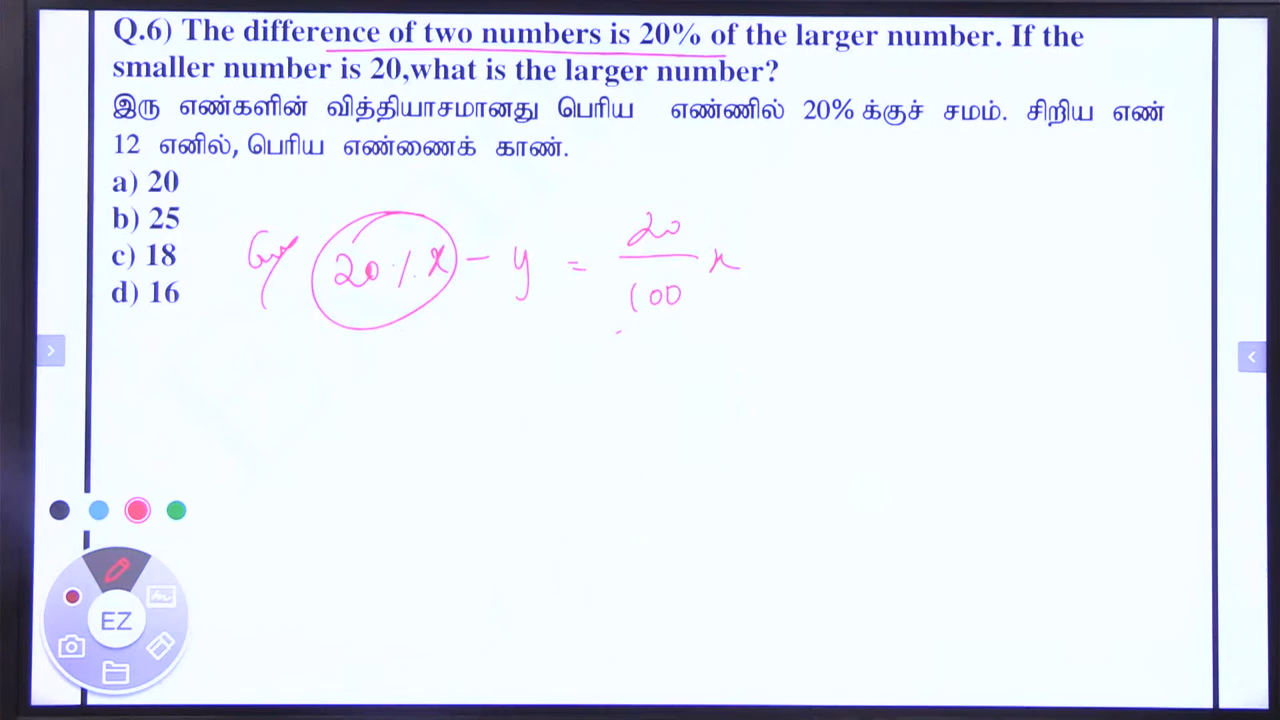 Q.6) The difference of two numbers is 20% of the larger number. If the
smaller number is 20,what is the larger number?
இரு எண்களின் வித்தியாசமானது பெரிய எண்ணில் 20% க்குச் சமம். சிறிய எண்
12 எனில், பெரிய எண்ணைக் காண்.
a) 20
b) 25
c) 18
d) 16
20 % x - y = 20/100 x
EZ